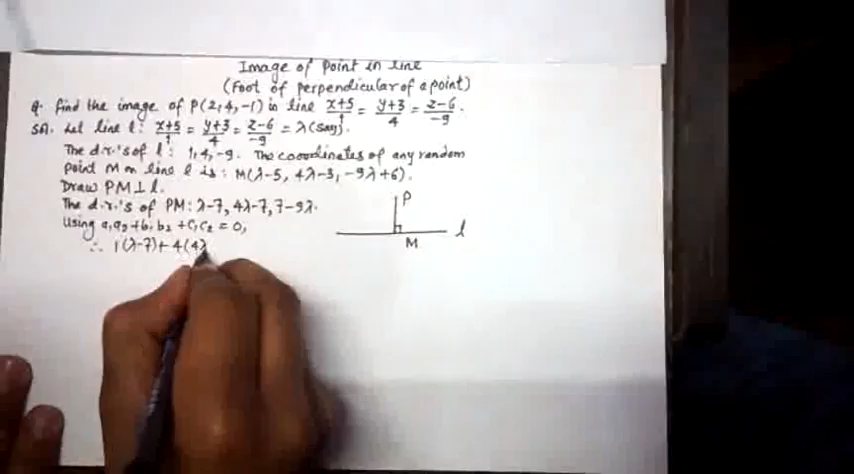 Image of Point in line
(Foot of perpendicular of a point)
Q. Find the image of P(2,4,-1) in line x+5/1 = y+3/4 = z-6/-9.
Sol. Let line l: x+5/1 = y+3/4 = z-6/-9 = λ(say).
The d.r.'s of l: 1,4,-9. The cooordinates of any random
point M on line l is: M(λ-5, 4λ-3, -9λ+6).
Draw PM⊥l.
The d.r.'s of PM: λ-7, 4λ-7, 7-9λ.
Using a₁a₂+b₁b₂+c₁c₂=0,
∴ 1(λ-7)+4(4λ
P
l
M